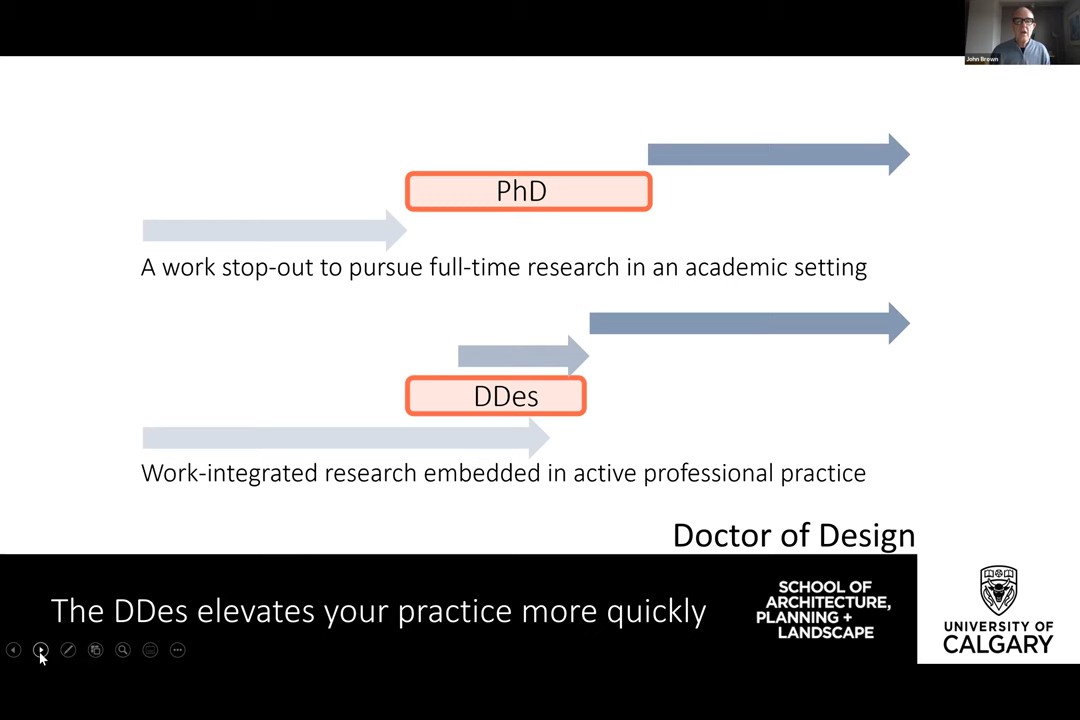 John Brown
PhD
A work stop-out to pursue full-time research in an academic setting
DDes
Work-integrated research embedded in active professional practice
Doctor of Design
The DDes elevates your practice more quickly
SCHOOL OF
ARCHITECTURE,
PLANNING +
LANDSCAPE
UNIVERSITY OF
CALGARY